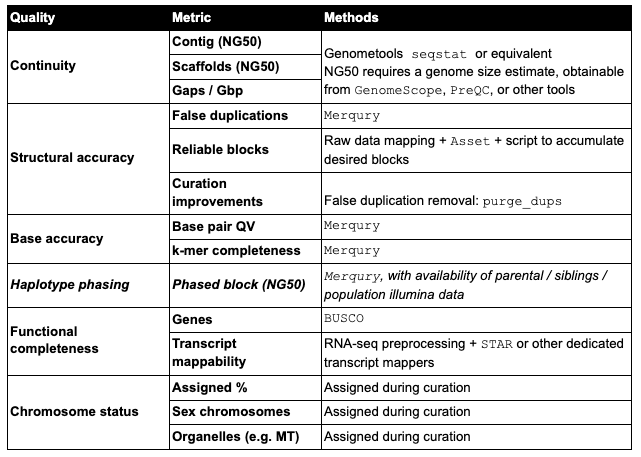 Quality Metric Methods
Continuity
Contig (NG50)
Scaffolds (NG50)
Gaps / Gbp
Genometools seqstat or equivalent
NG50 requires a genome size estimate, obtainable
from GenomeScope, PreQC, or other tools
Structural accuracy
False duplications
Merqury
Reliable blocks
Raw data mapping + Asset + script to accumulate
desired blocks
Curation
improvements
False duplication removal: purge_dups
Base accuracy
Base pair QV
Merqury
k-mer completeness
Merqury
Haplotype phasing
Phased block (NG50)
Merqury, with availability of parental / siblings /
population illumina data
Functional
completeness
Genes
BUSCO
Transcript
mappability
RNA-seq preprocessing + STAR or other dedicated
transcript mappers
Chromosome status
Assigned %
Assigned during curation
Sex chromosomes
Assigned during curation
Organelles (e.g. MT)
Assigned during curation